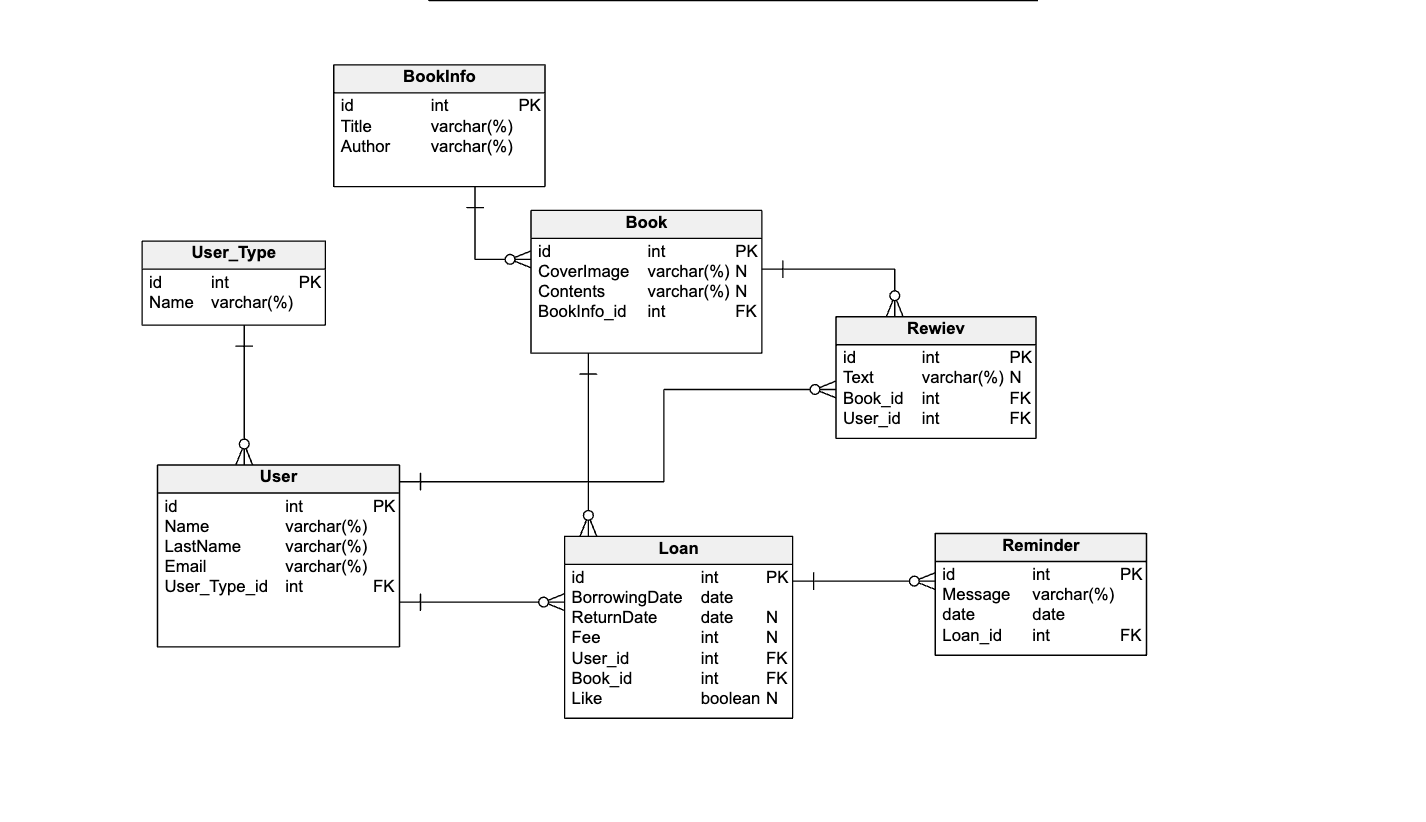 BookInfo
id int PK
Title varchar(%)
Author varchar(%)
Book
id int PK
CoverImage varchar(%) N
Contents varchar(%) N
BookInfo_id int FK
User_Type
id int PK
Name varchar(%)
Rewiev
id int PK
Text varchar(%) N
Book_id int FK
User_id int FK
User
id int PK
Name varchar(%)
LastName varchar(%)
Email varchar(%)
User_Type_id int FK
Loan
id int PK
BorrowingDate date
ReturnDate date N
Fee int N
User_id int FK
Book_id int FK
Like boolean N
Reminder
id int PK
Message varchar(%)
date date
Loan_id int FK